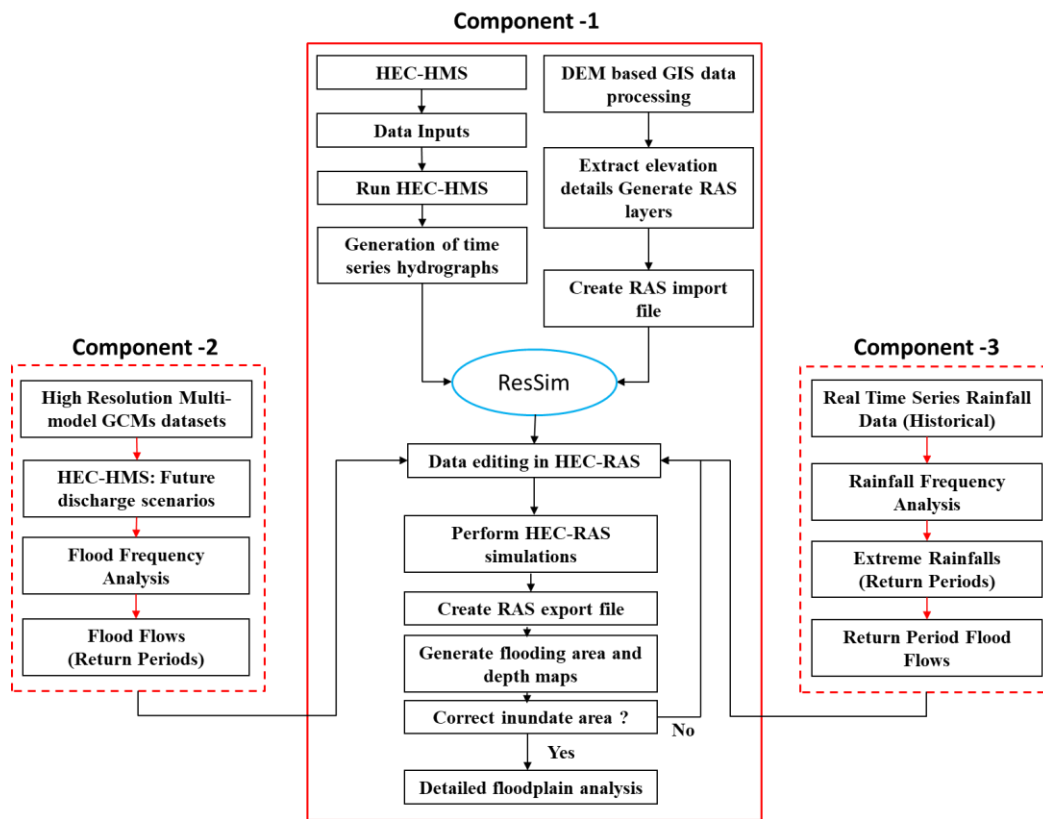 Component -1
HEC-HMS
Data Inputs
Run HEC-HMS
Generation of time
series hydrographs
DEM based GIS data
processing
Extract elevation
details Generate RAS
layers
Create RAS import
file
ResSim
Data editing in HEC-RAS
Perform HEC-RAS
simulations
Create RAS export file
Generate flooding area and
depth maps
Correct inundate area ?
No
Yes
Detailed floodplain analysis
Component -2
High Resolution Multi-
model GCMs datasets
HEC-HMS: Future
discharge scenarios
Flood Frequency
Analysis
Flood Flows
(Return Periods)
Component -3
Real Time Series Rainfall
Data (Historical)
Rainfall Frequency
Analysis
Extreme Rainfalls
(Return Periods)
Return Period Flood
Flows